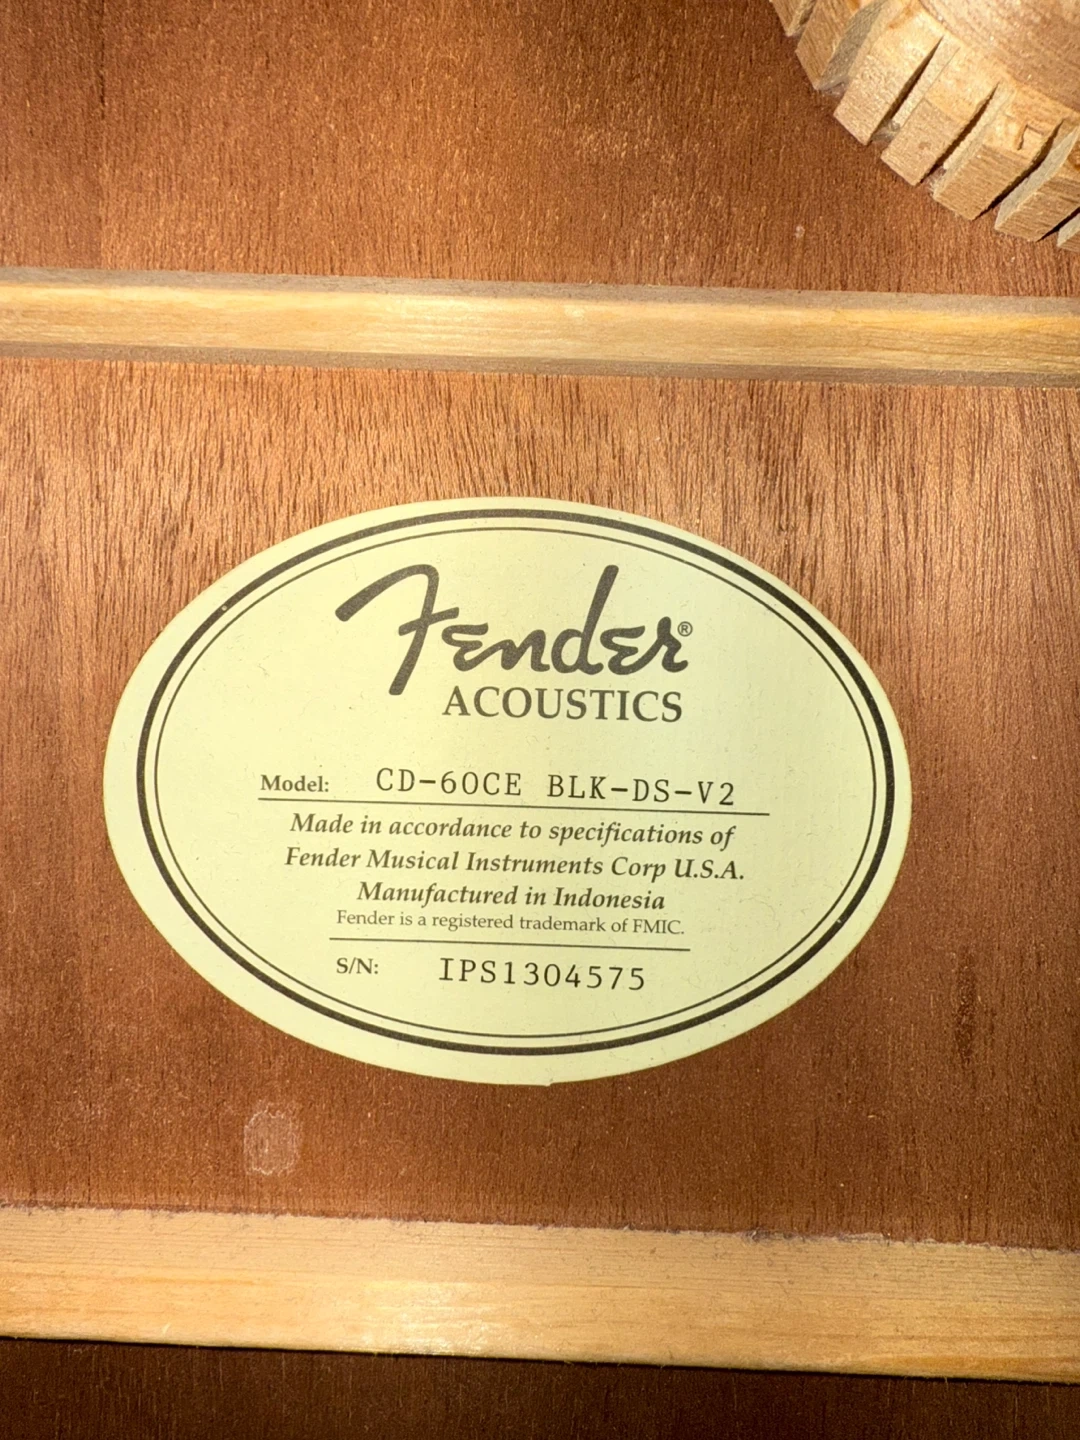 Fender®
ACOUSTICS
Model: CD-60CE BLK-DS-V2
Made in accordance to specifications of
Fender Musical Instruments Corp U.S.A.
Manufactured in Indonesia
Fender is a registered trademark of FMIC.
S/N: IPS1304575